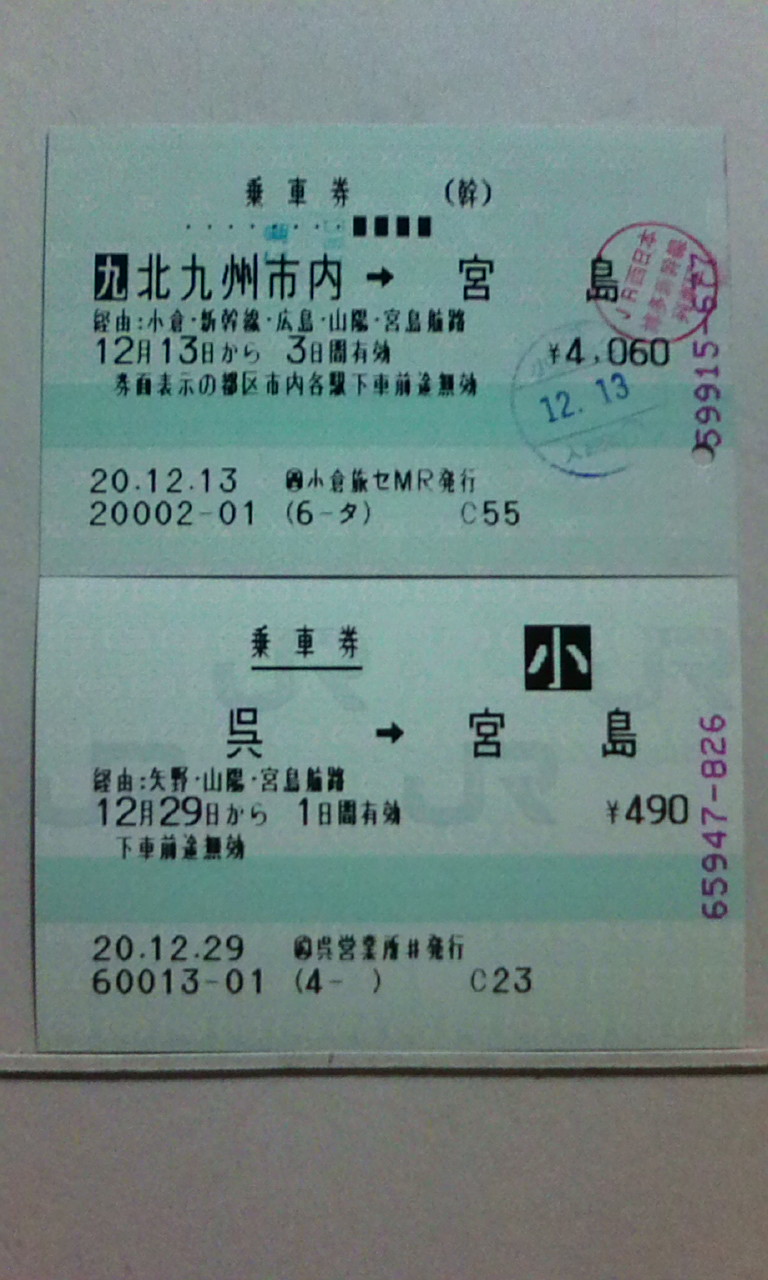 乗車券 (幹)
九 北九州市内 → 宮島
経由:小倉・新幹線・広島・山陽・宮島航路
12月13日から 3日間有効 ¥4,060
券面表示の都区市内各駅下車前途無効
12.13
20.12.13 小倉旅セMR発行
20002-01 (6-タ) C55
59915-6
JR西日本
乗車券 小
呉 → 宮島
経由:矢野・山陽・宮島航路
12月29日から 1日間有効 ¥490
下車前途無効
20.12.29 呉営業所#発行
60013-01 (4- ) C23
65947-826